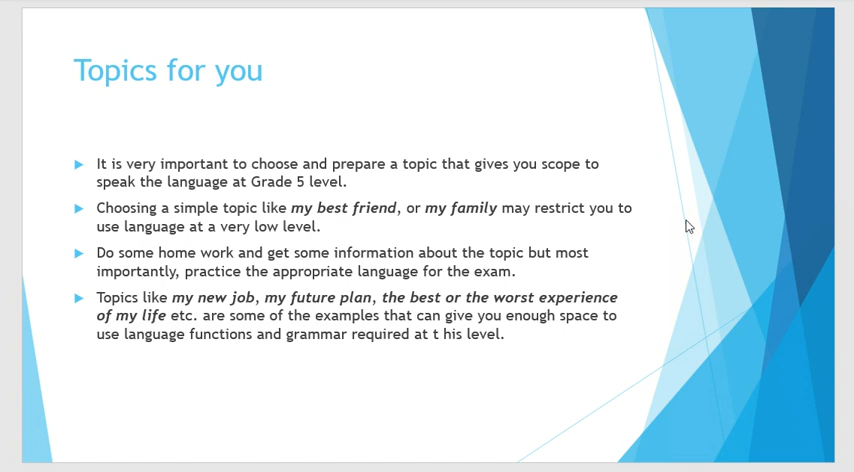 Topics for you
It is very important to choose and prepare a topic that gives you scope to
speak the language at Grade 5 level.
Choosing a simple topic like my best friend, or my family may restrict you to
use language at a very low level.
Do some home work and get some information about the topic but most
importantly, practice the appropriate language for the exam.
Topics like my new job, my future plan, the best or the worst experience
of my life etc. are some of the examples that can give you enough space to
use language functions and grammar required at t his level.